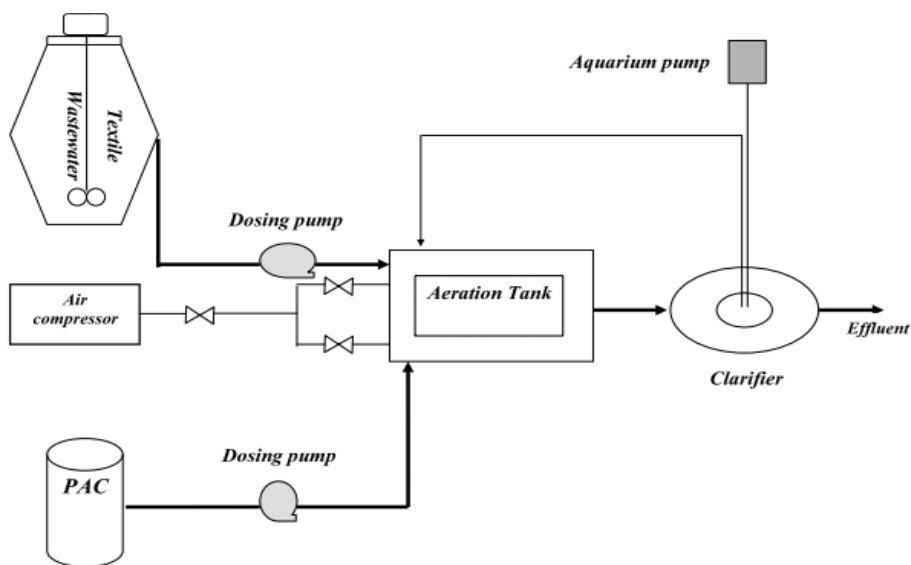 Aquarium pump
Textile
Wastewater
Dosing pump
Air
compressor
Aeration Tank
Effluent
Clarifier
Dosing pump
PAC